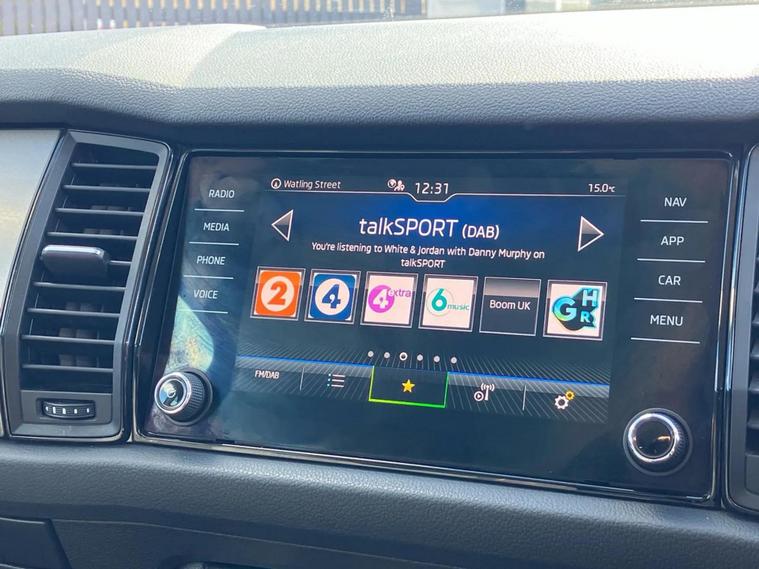 Watling Street
12:31
15.0°C
RADIO
MEDIA
PHONE
VOICE
talkSPORT (DAB)
You're listening to White & Jordan with Danny Murphy on
talkSPORT
2
4
4 extra
6 music
Boom UK
GHR
FM/DAB
NAV
APP
CAR
MENU